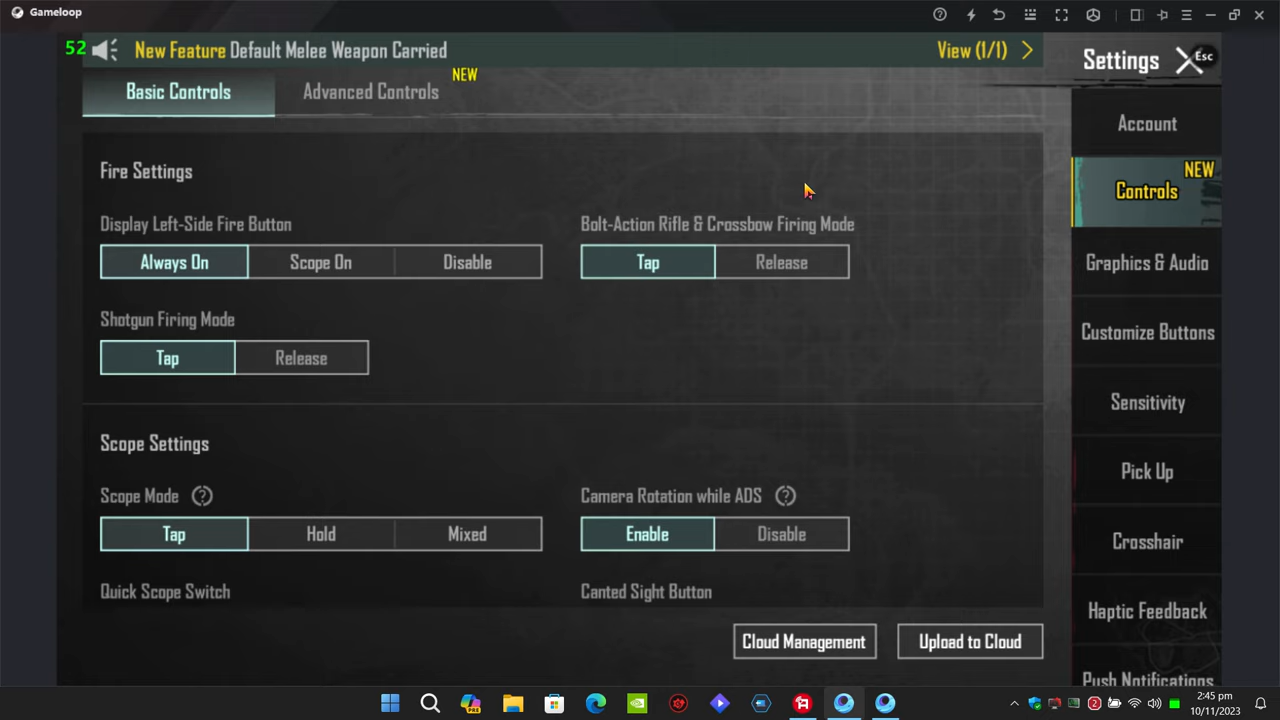 Gameloop
52
New Feature Default Melee Weapon Carried
View (1/1)
Settings
Esc
Basic Controls
Advanced Controls
NEW
Fire Settings
Display Left-Side Fire Button
Always On
Scope On
Disable
Bolt-Action Rifle & Crossbow Firing Mode
Tap
Release
Shotgun Firing Mode
Tap
Release
Scope Settings
Scope Mode ?
Tap
Hold
Mixed
Camera Rotation while ADS ?
Enable
Disable
Quick Scope Switch
Canted Sight Button
Cloud Management
Upload to Cloud
Account
NEW
Controls
Graphics & Audio
Customize Buttons
Sensitivity
Pick Up
Crosshair
Haptic Feedback
Push Notifications
PRE
2
2:45 pm
10/11/2023